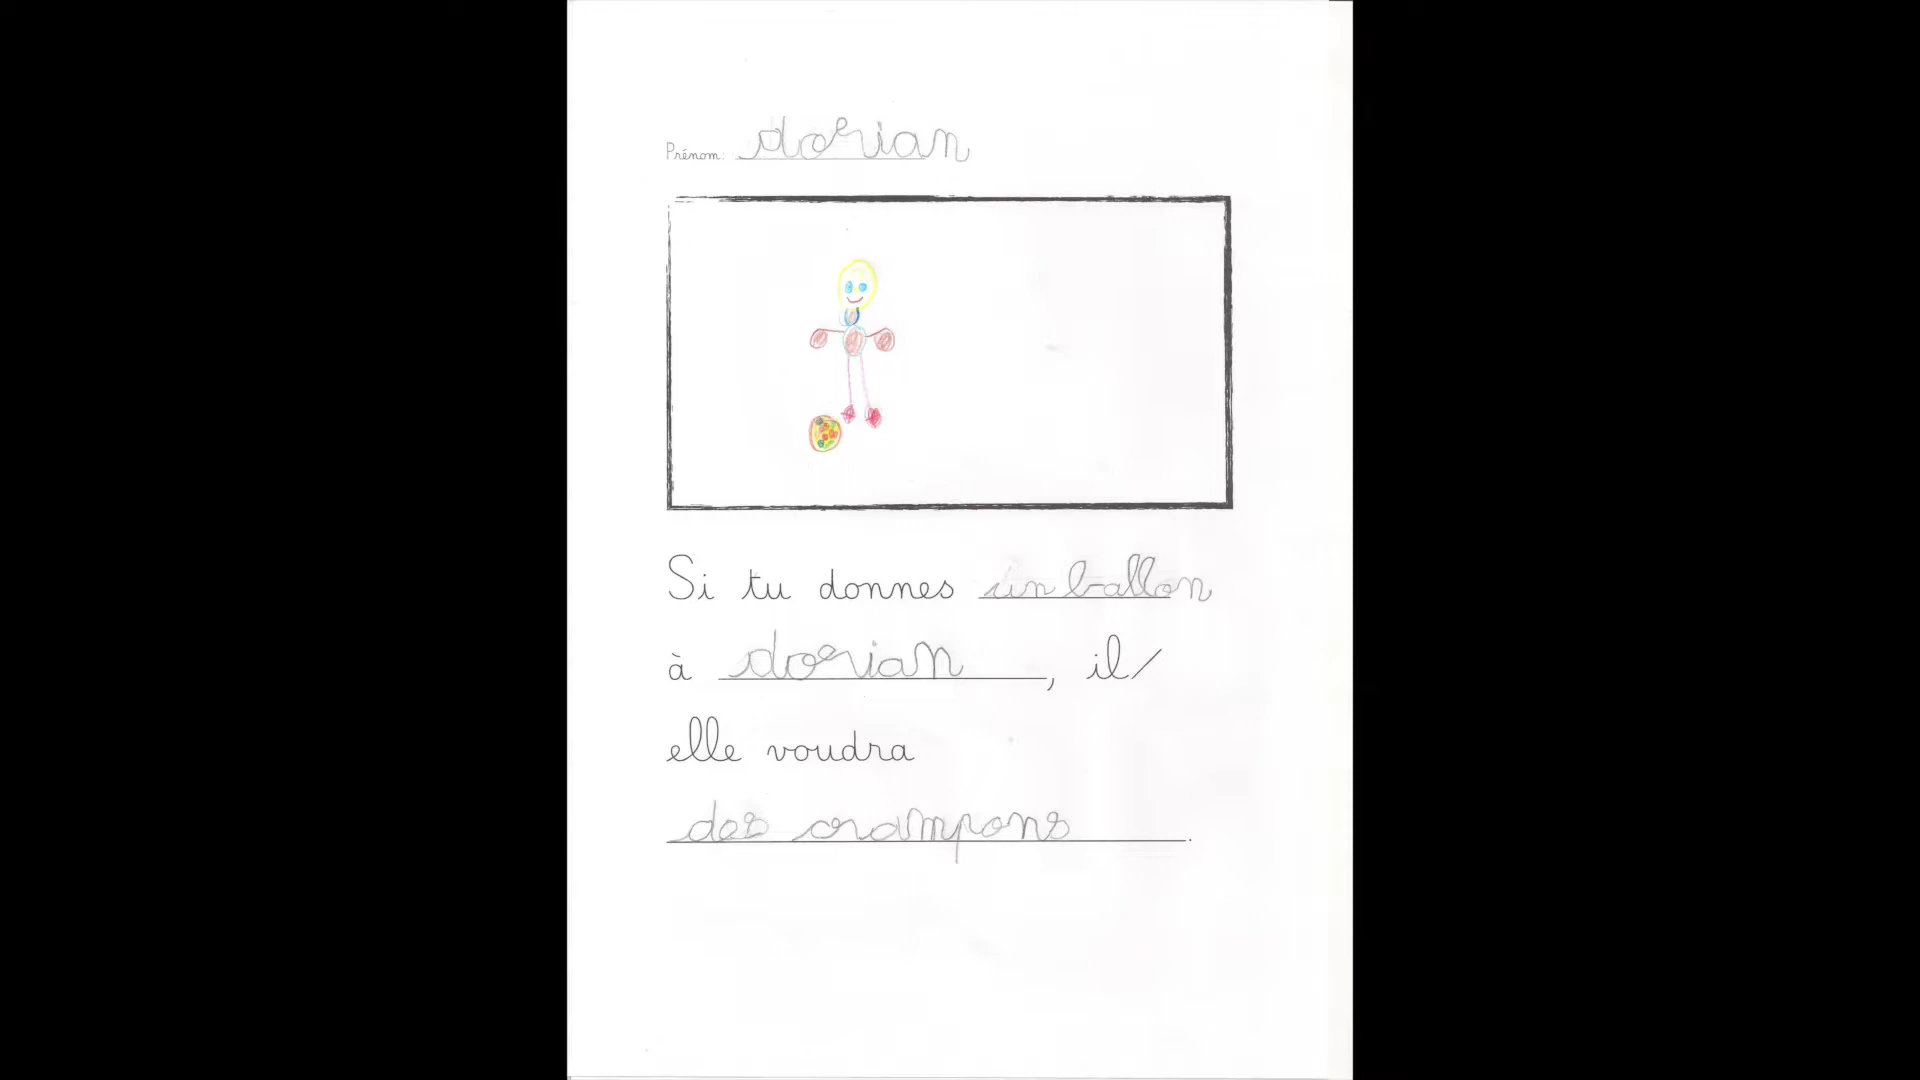 Prénom: dorian
Si tu donnes un ballon
à dorian, il/
elle voudra
des crampons.